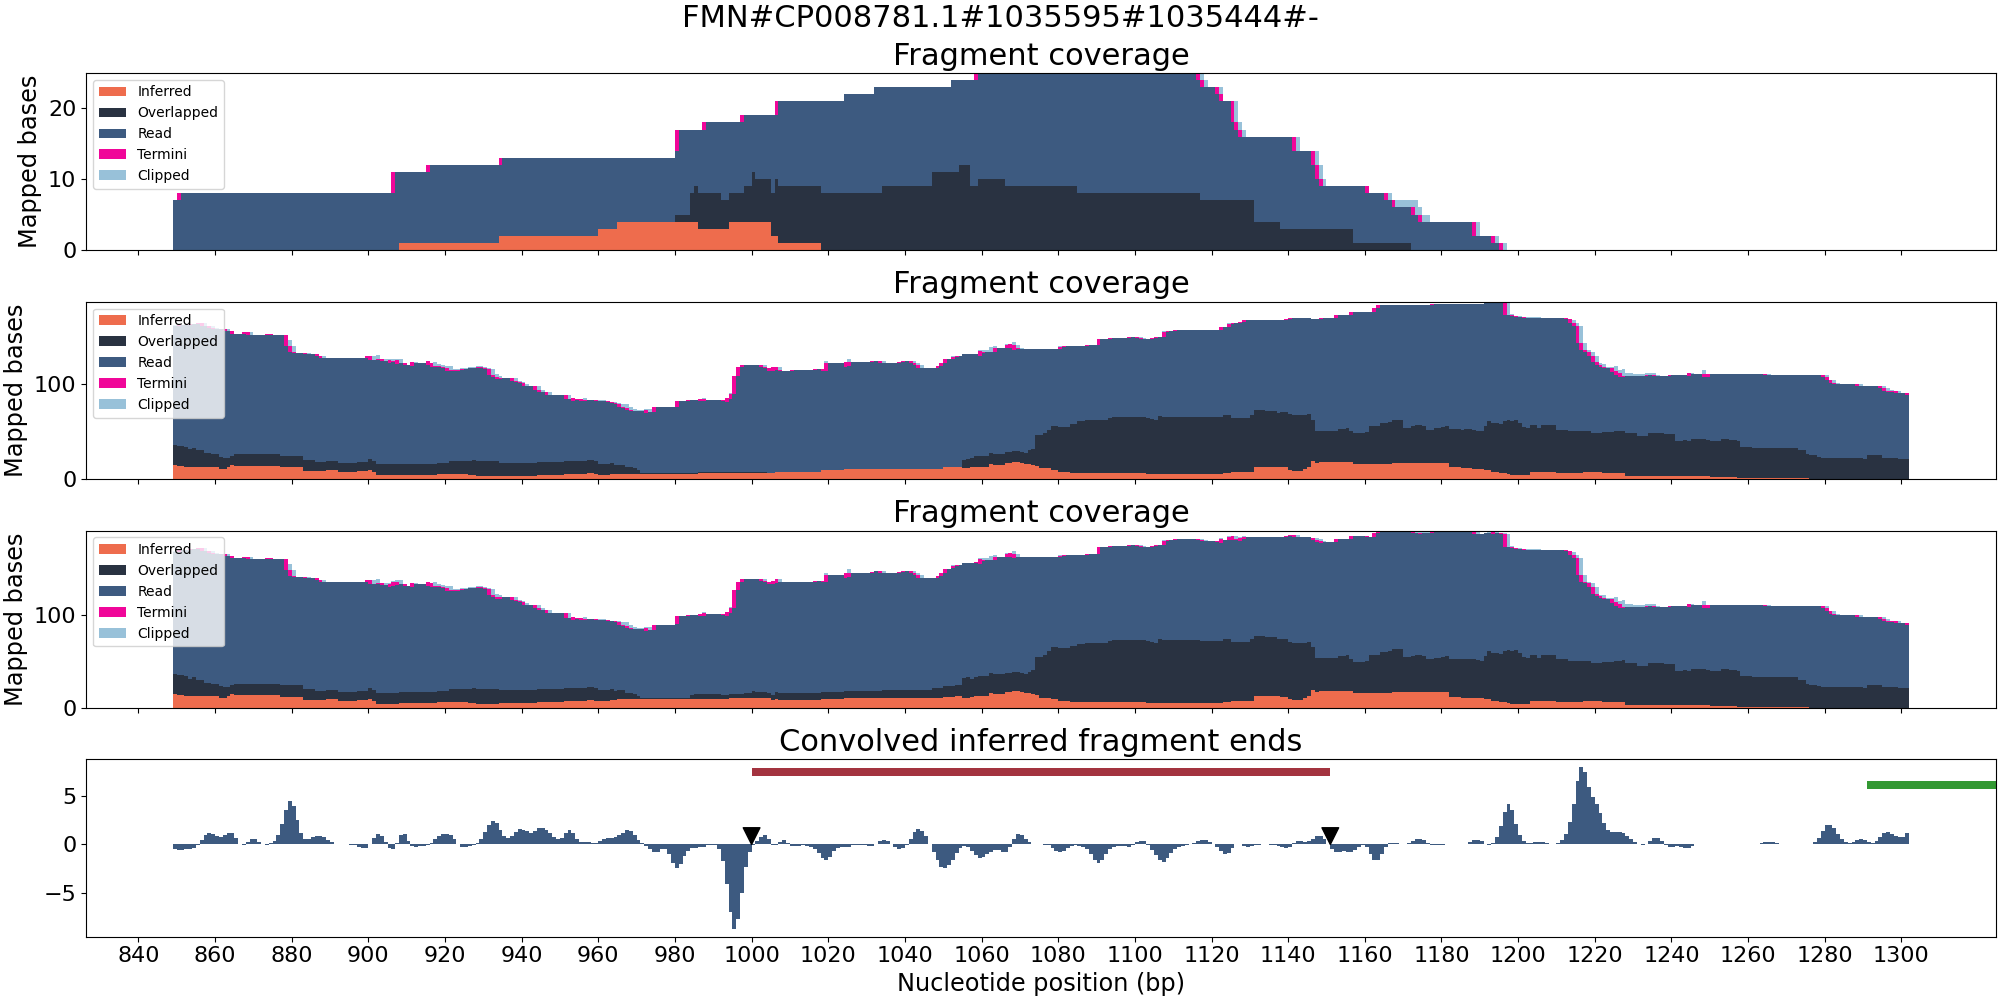 FMN#CP008781.1#1035595#1035444#-
Fragment coverage
Mapped bases
20
10
0
Inferred
Overlapped
Read
Termini
Clipped
Fragment coverage
Mapped bases
100
0
Inferred
Overlapped
Read
Termini
Clipped
Fragment coverage
Mapped bases
100
0
Inferred
Overlapped
Read
Termini
Clipped
Convolved inferred fragment ends
5
0
−5
840 860 880 900 920 940 960 980 1000 1020 1040 1060 1080 1100 1120 1140 1160 1180 1200 1220 1240 1260 1280 1300
Nucleotide position (bp)